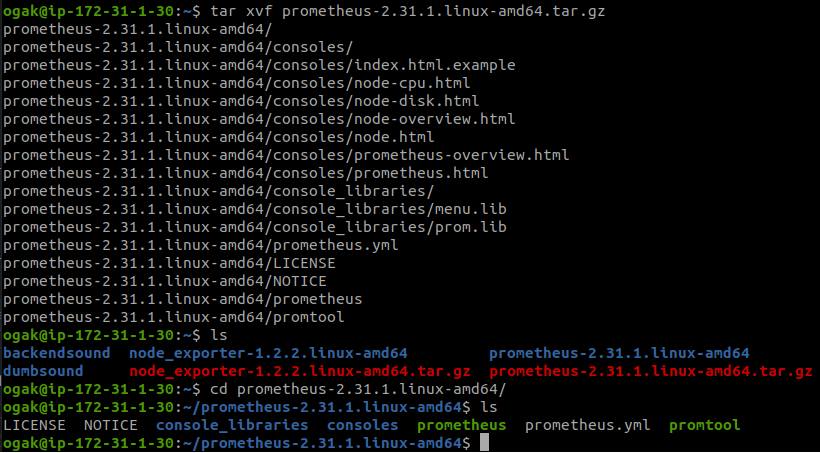 ogak@ip-172-31-1-30:~$ tar xvf prometheus-2.31.1.linux-amd64.tar.gz
prometheus-2.31.1.linux-amd64/
prometheus-2.31.1.linux-amd64/consoles/
prometheus-2.31.1.linux-amd64/consoles/index.html.example
prometheus-2.31.1.linux-amd64/consoles/node-cpu.html
prometheus-2.31.1.linux-amd64/consoles/node-disk.html
prometheus-2.31.1.linux-amd64/consoles/node-overview.html
prometheus-2.31.1.linux-amd64/consoles/node.html
prometheus-2.31.1.linux-amd64/consoles/prometheus-overview.html
prometheus-2.31.1.linux-amd64/consoles/prometheus.html
prometheus-2.31.1.linux-amd64/console_libraries/
prometheus-2.31.1.linux-amd64/console_libraries/menu.lib
prometheus-2.31.1.linux-amd64/console_libraries/prom.lib
prometheus-2.31.1.linux-amd64/prometheus.yml
prometheus-2.31.1.linux-amd64/LICENSE
prometheus-2.31.1.linux-amd64/NOTICE
prometheus-2.31.1.linux-amd64/prometheus
prometheus-2.31.1.linux-amd64/promtool
ogak@ip-172-31-1-30:~$ ls
backendsound  node_exporter-1.2.2.linux-amd64         prometheus-2.31.1.linux-amd64
dumbsound     node_exporter-1.2.2.linux-amd64.tar.gz  prometheus-2.31.1.linux-amd64.tar.gz
ogak@ip-172-31-1-30:~$ cd prometheus-2.31.1.linux-amd64/
ogak@ip-172-31-1-30:~/prometheus-2.31.1.linux-amd64$ ls
LICENSE  NOTICE  console_libraries  consoles  prometheus  prometheus.yml  promtool
ogak@ip-172-31-1-30:~/prometheus-2.31.1.linux-amd64$